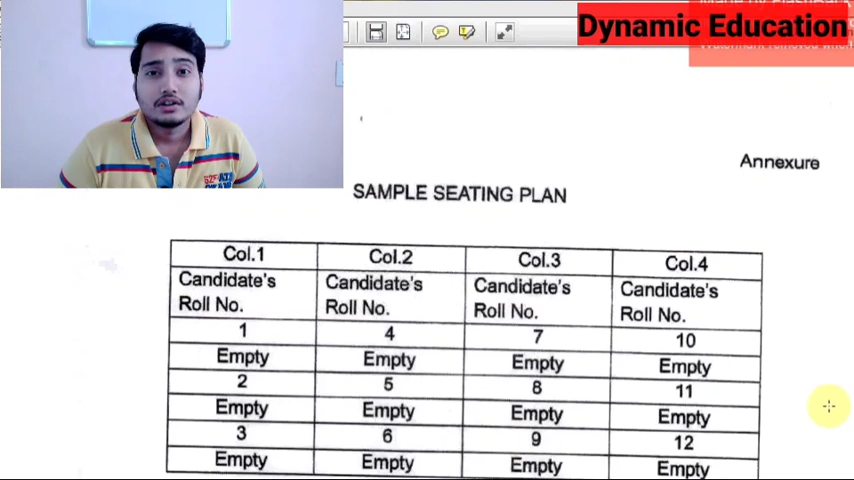 Dynamic Education
Annexure
SAMPLE SEATING PLAN
Col.1 Col.2 Col.3 Col.4
Candidate's Candidate's Candidate's Candidate's
Roll No. Roll No. Roll No. Roll No.
1 4 7 10
Empty Empty Empty Empty
2 5 8 11
Empty Empty Empty Empty
3 6 9 12
Empty Empty Empty Empty